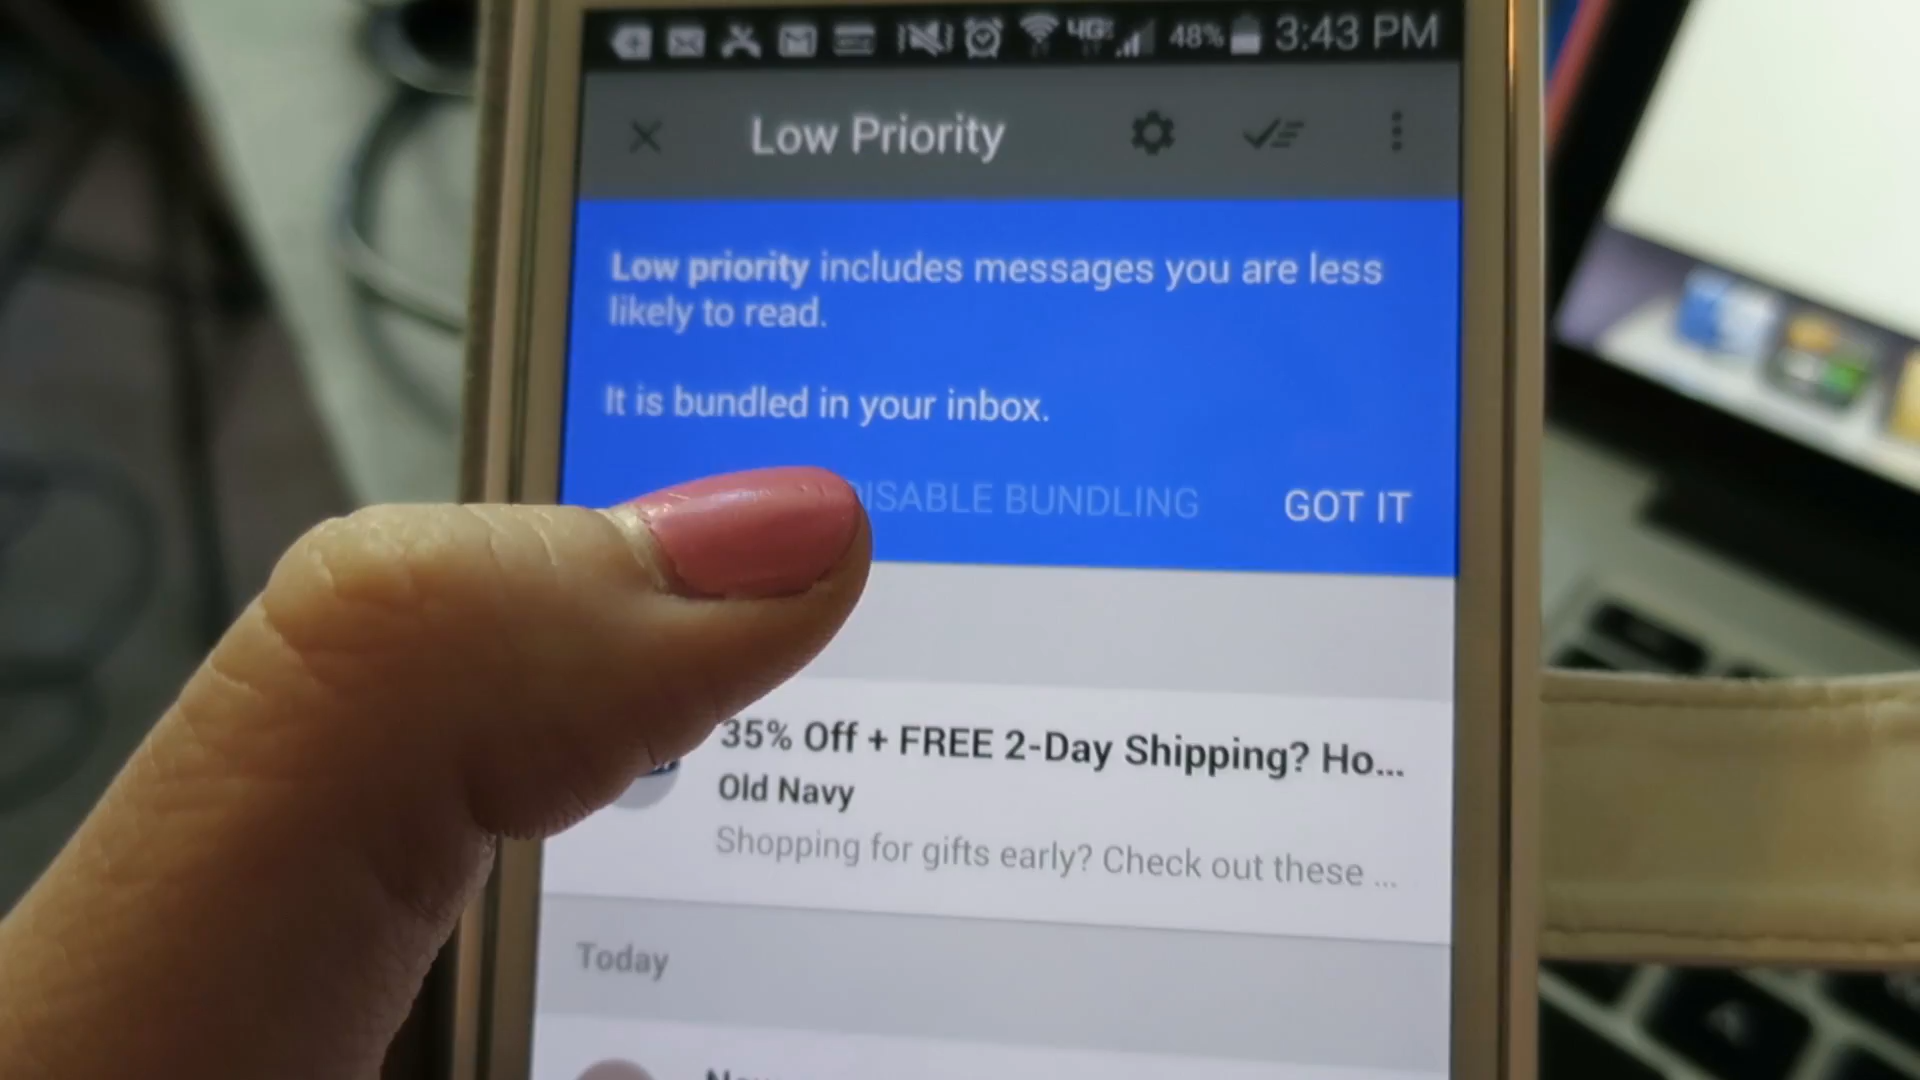 4G 48% 3:43 PM
Low Priority
Low priority includes messages you are less
likely to read.
It is bundled in your inbox.
ISABLE BUNDLING GOT IT
35% Off + FREE 2-Day Shipping? Ho...
Old Navy
Shopping for gifts early? Check out these ...
Today